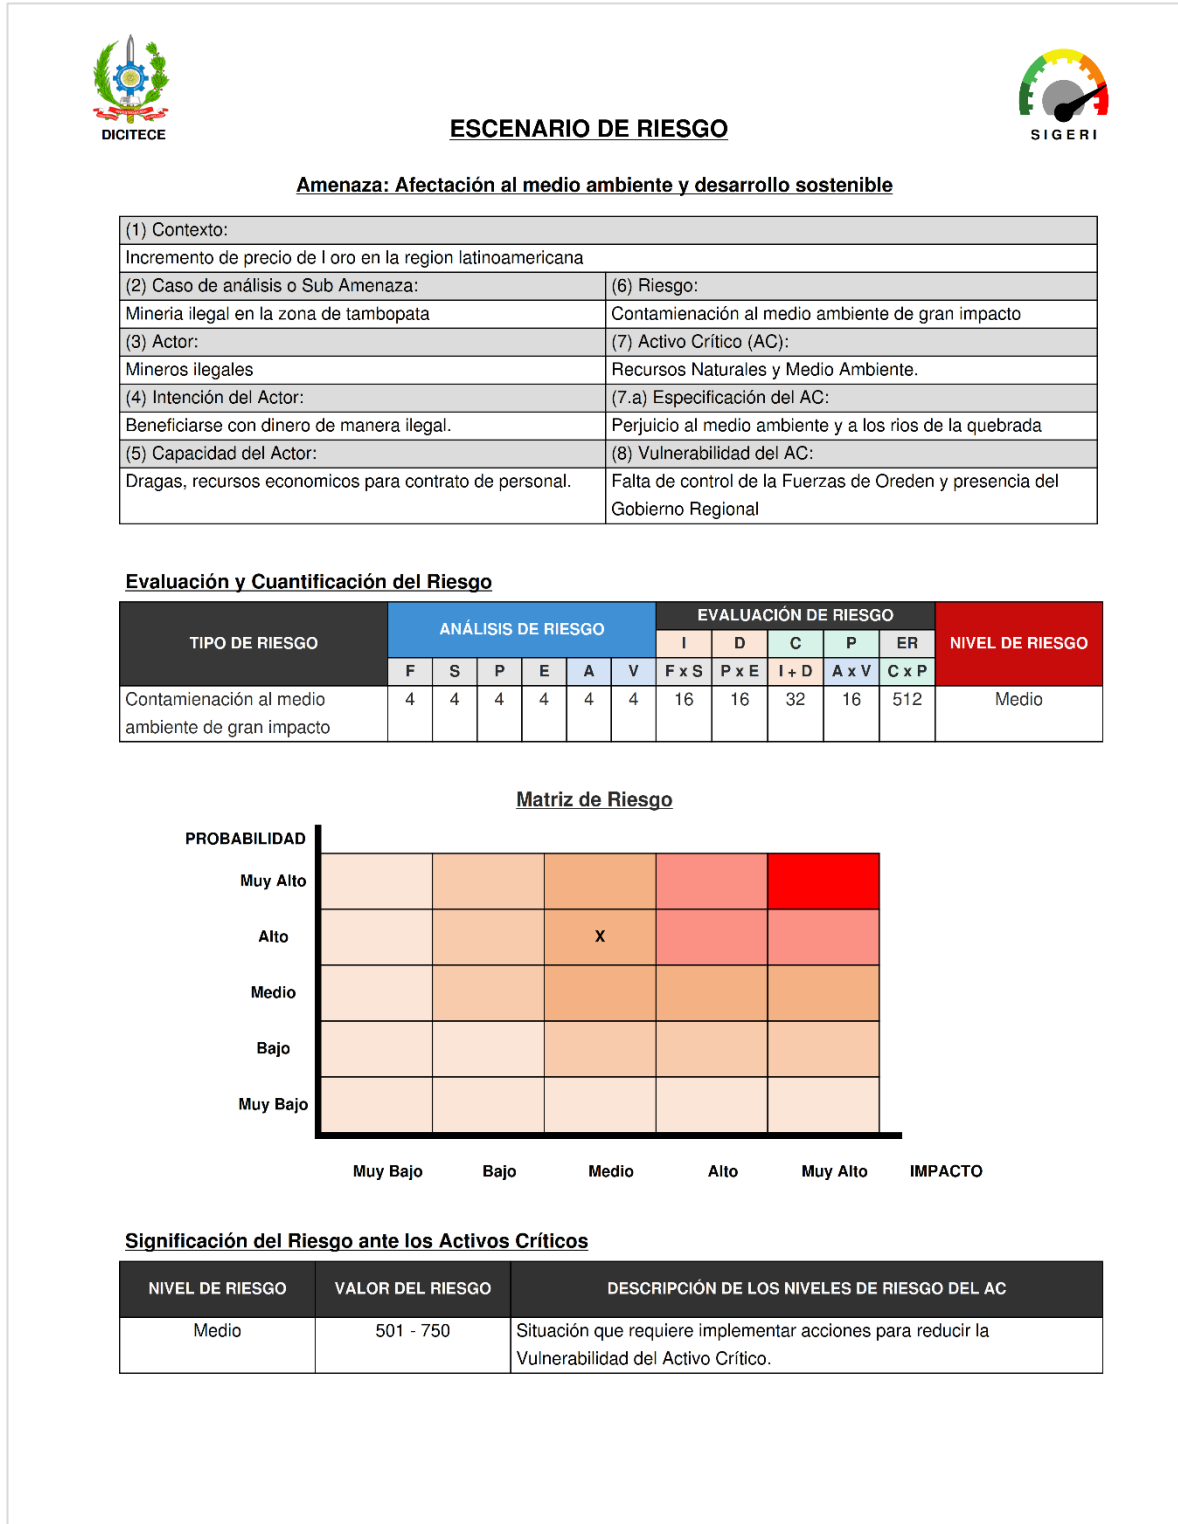 DICITECE
SIGERI
ESCENARIO DE RIESGO
Amenaza: Afectación al medio ambiente y desarrollo sostenible
(1) Contexto:
Incremento de precio de l oro en la region latinoamericana
(2) Caso de análisis o Sub Amenaza:
(6) Riesgo:
Mineria ilegal en la zona de tambopata
Contamienación al medio ambiente de gran impacto
(3) Actor:
(7) Activo Crítico (AC):
Mineros ilegales
Recursos Naturales y Medio Ambiente.
(4) Intención del Actor:
(7.a) Especificación del AC:
Beneficiarse con dinero de manera ilegal.
Perjuicio al medio ambiente y a los rios de la quebrada
(5) Capacidad del Actor:
(8) Vulnerabilidad del AC:
Dragas, recursos economicos para contrato de personal.
Falta de control de la Fuerzas de Oreden y presencia del
Gobierno Regional
Evaluación y Cuantificación del Riesgo
TIPO DE RIESGO
ANÁLISIS DE RIESGO
EVALUACIÓN DE RIESGO
NIVEL DE RIESGO
I D C P ER
F S P E A V F x S P x E I + D A x V C x P
Contamienación al medio
ambiente de gran impacto
4 4 4 4 4 4 16 16 32 16 512 Medio
Matriz de Riesgo
PROBABILIDAD
Muy Alto
Alto
X
Medio
Bajo
Muy Bajo
Muy Bajo Bajo Medio Alto Muy Alto IMPACTO
Significación del Riesgo ante los Activos Críticos
NIVEL DE RIESGO VALOR DEL RIESGO DESCRIPCIÓN DE LOS NIVELES DE RIESGO DEL AC
Medio 501 - 750 Situación que requiere implementar acciones para reducir la
Vulnerabilidad del Activo Crítico.